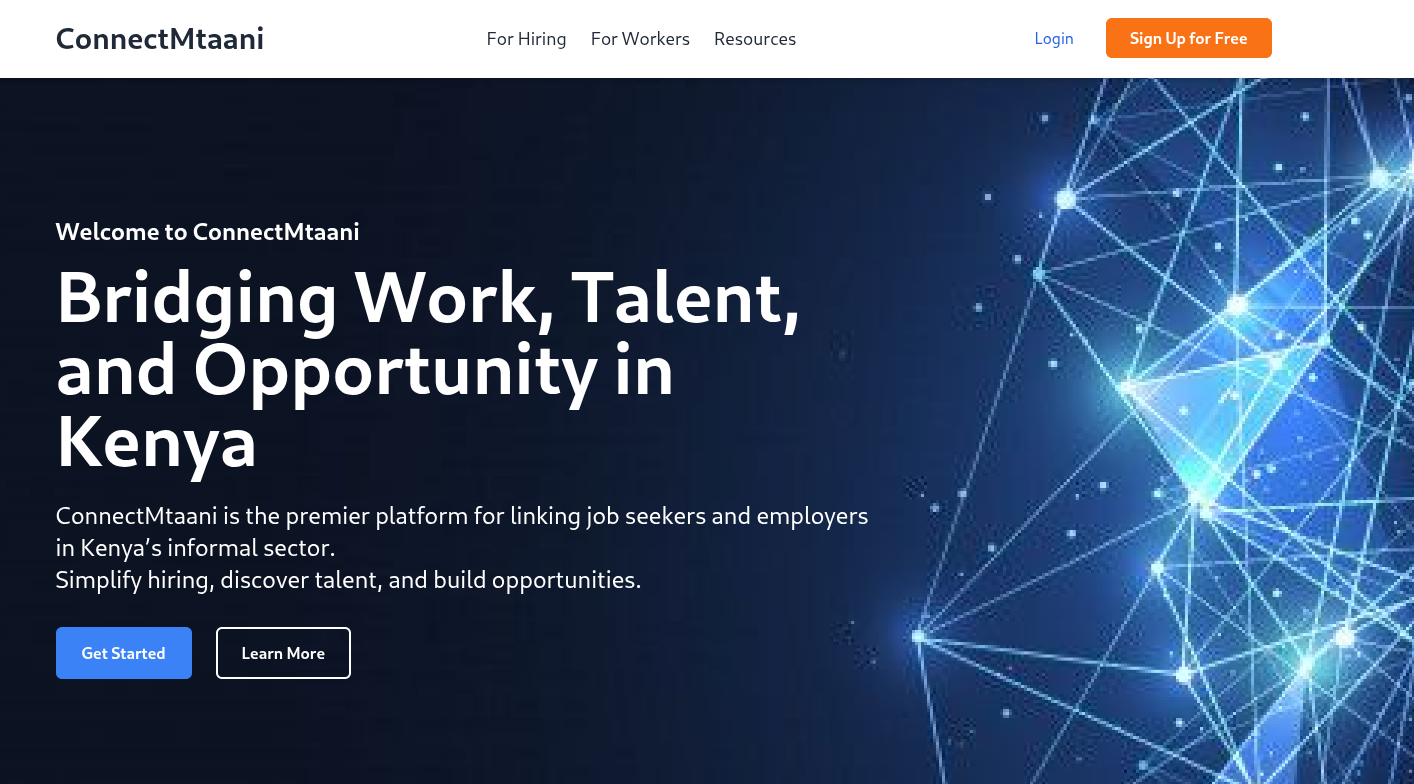 ConnectMtaani
For Hiring
For Workers
Resources
Login
Sign Up for Free
Welcome to ConnectMtaani
Bridging Work, Talent,
and Opportunity in
Kenya
ConnectMtaani is the premier platform for linking job seekers and employers
in Kenya’s informal sector.
Simplify hiring, discover talent, and build opportunities.
Get Started
Learn More